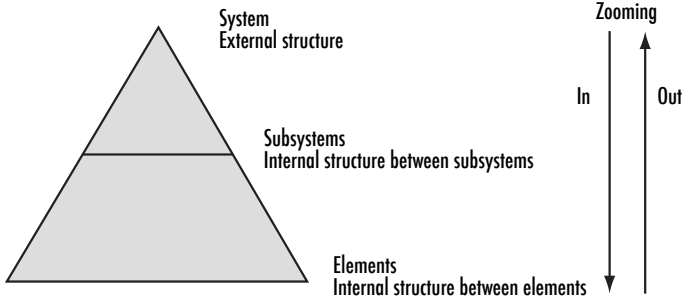 System
External structure
Zooming
In
Out
Subsystems
Internal structure between subsystems
Elements
Internal structure between elements